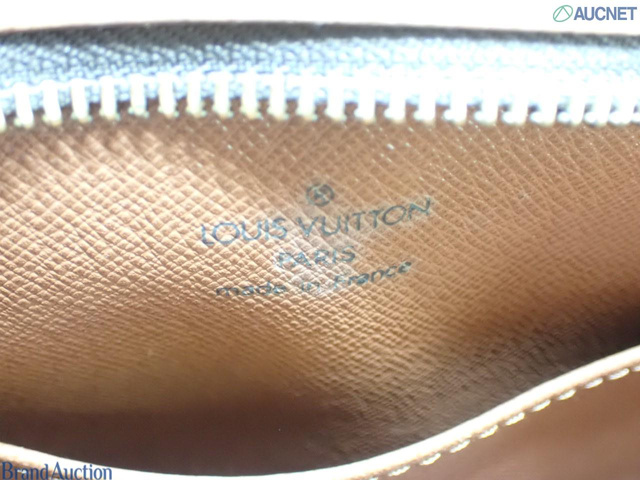 AUCNET
LOUIS VUITTON
PARIS
made in France
Brand Auction